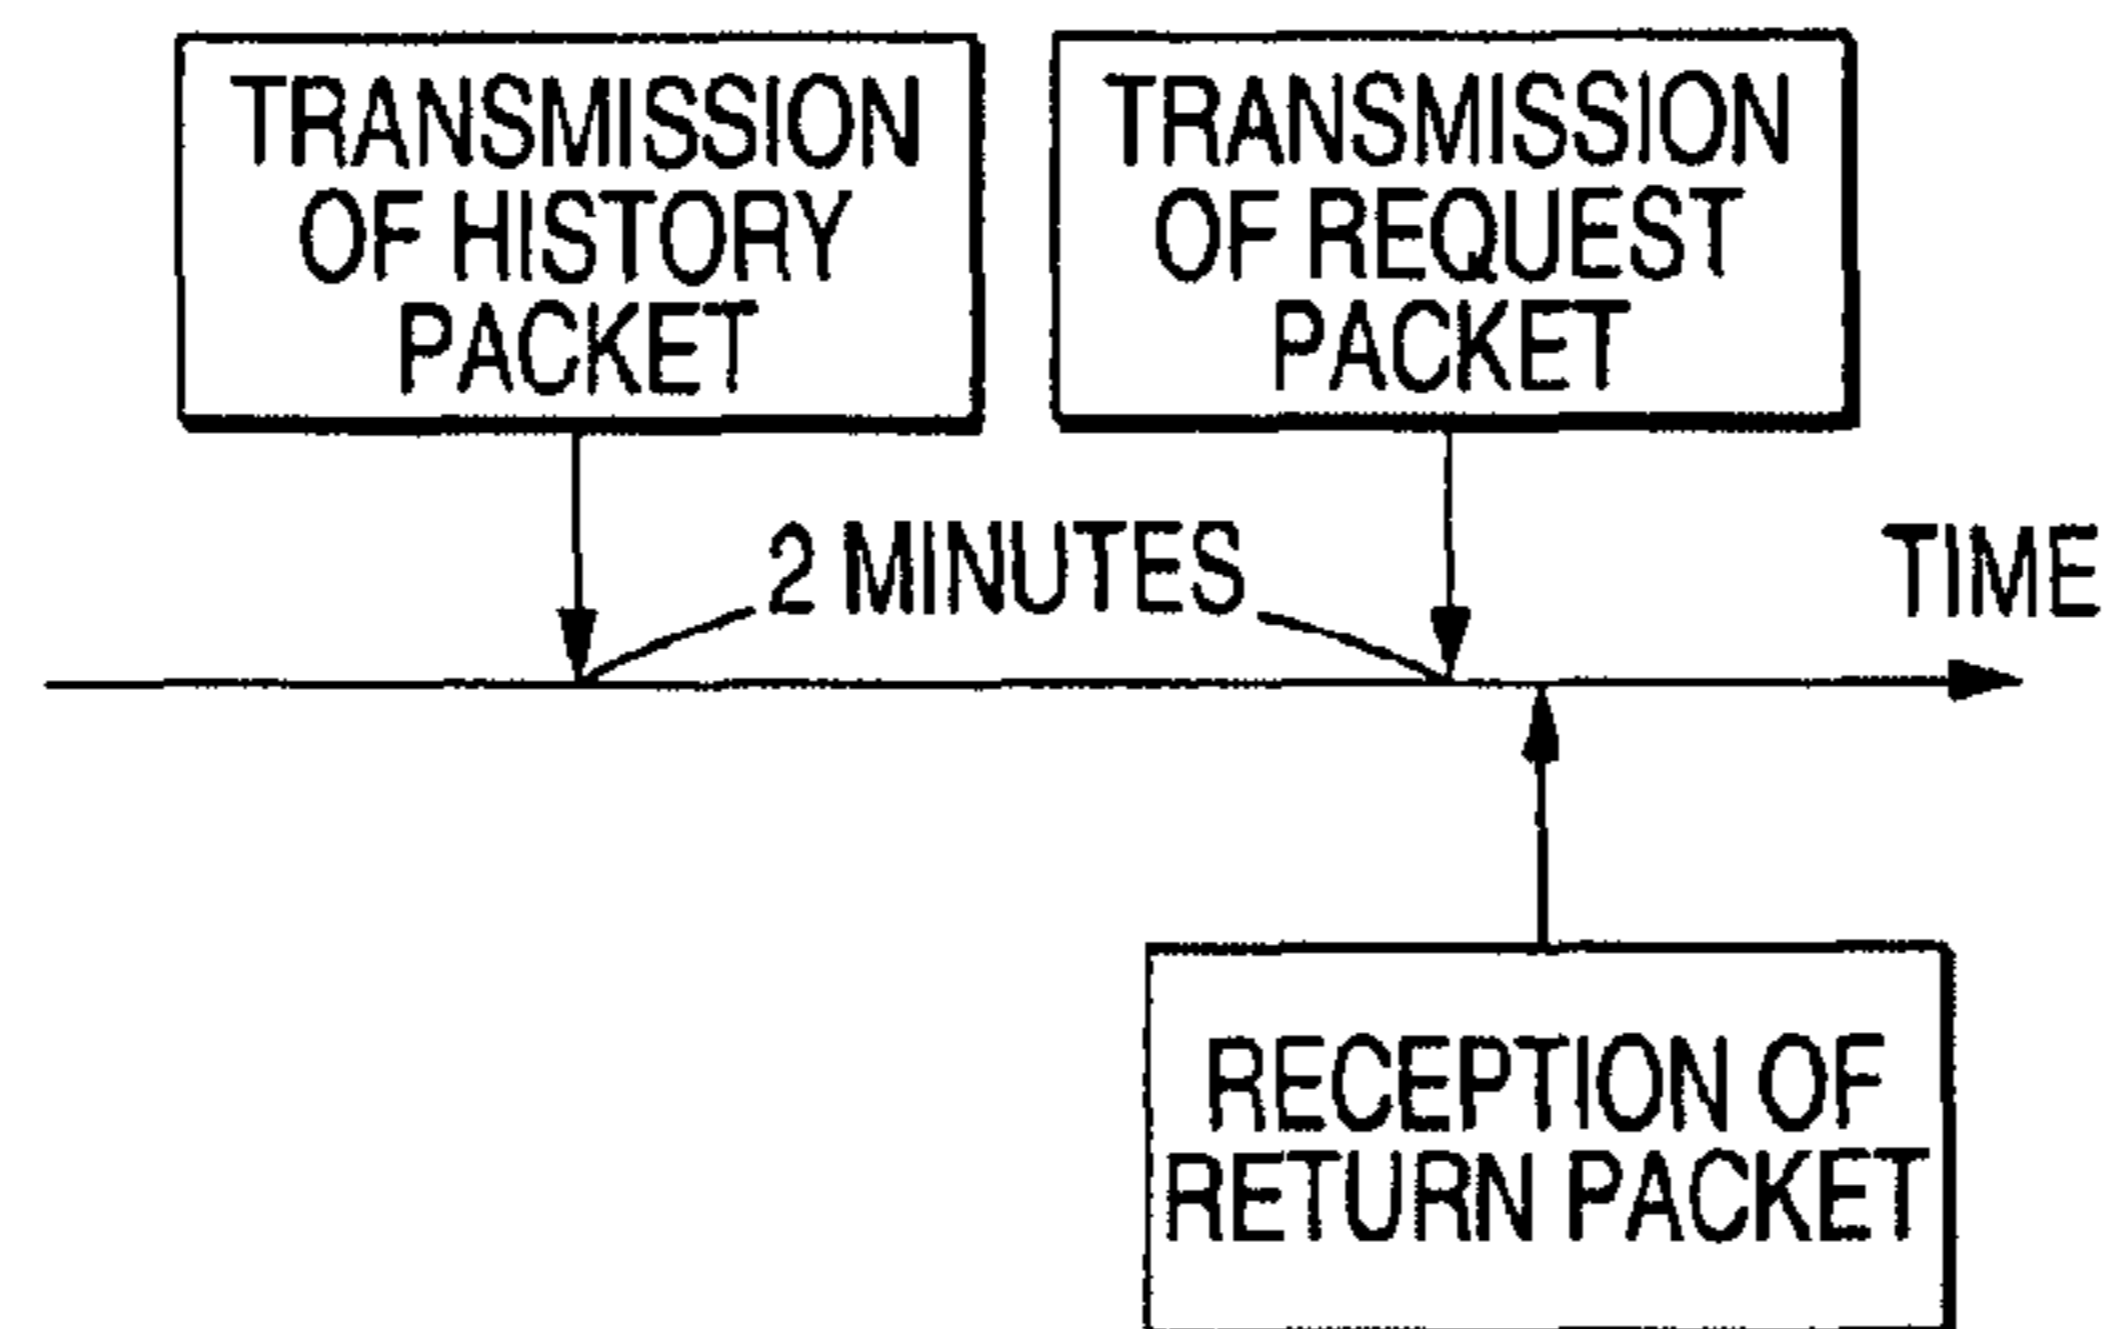 TRANSMISSION
OF HISTORY
PACKET
TRANSMISSION
OF REQUEST
PACKET
2 MINUTES
TIME
RECEPTION OF
RETURN PACKET